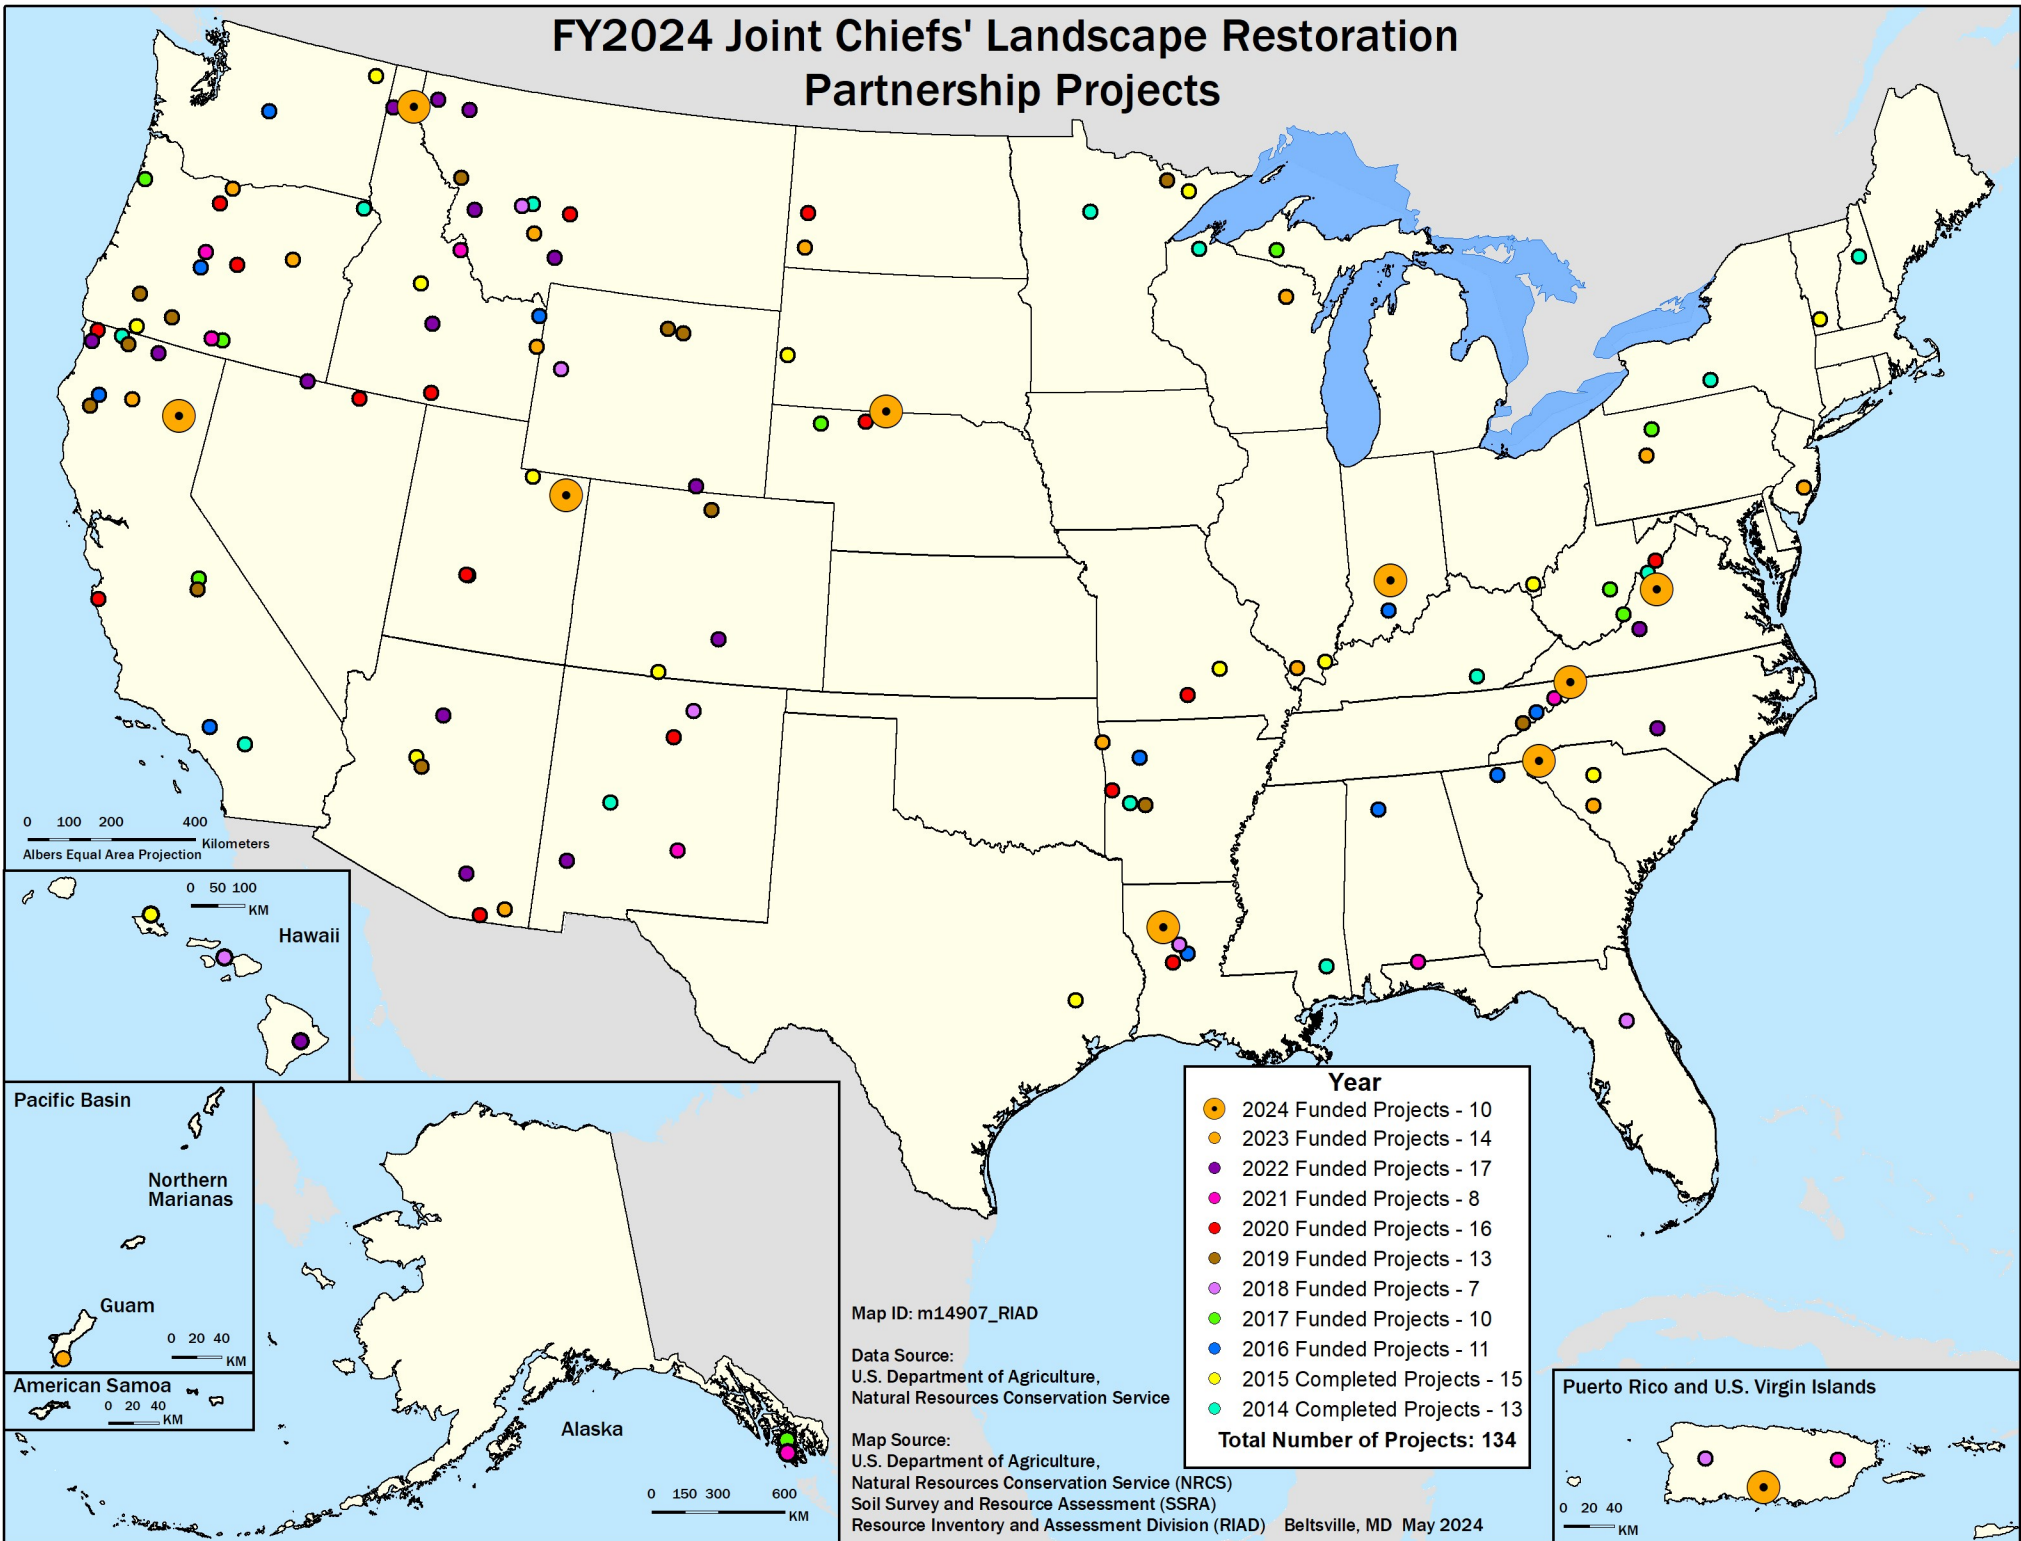 FY2024 Joint Chiefs' Landscape Restoration
Partnership Projects
0 100 200 400
Kilometers
Albers Equal Area Projection
0 50 100
KM
Hawaii
Pacific Basin
Northern
Marianas
Guam
0 20 40
KM
American Samoa
0 20 40
KM
Alaska
0 150 300 600
KM
Map ID: m14907_RIAD
Data Source:
U.S. Department of Agriculture,
Natural Resources Conservation Service
Map Source:
U.S. Department of Agriculture,
Natural Resources Conservation Service (NRCS)
Soil Survey and Resource Assessment (SSRA)
Resource Inventory and Assessment Division (RIAD) Beltsville, MD May 2024
Year
2024 Funded Projects - 10
2023 Funded Projects - 14
2022 Funded Projects - 17
2021 Funded Projects - 8
2020 Funded Projects - 16
2019 Funded Projects - 13
2018 Funded Projects - 7
2017 Funded Projects - 10
2016 Funded Projects - 11
2015 Completed Projects - 15
2014 Completed Projects - 13
Total Number of Projects: 134
Puerto Rico and U.S. Virgin Islands
0 20 40
KM